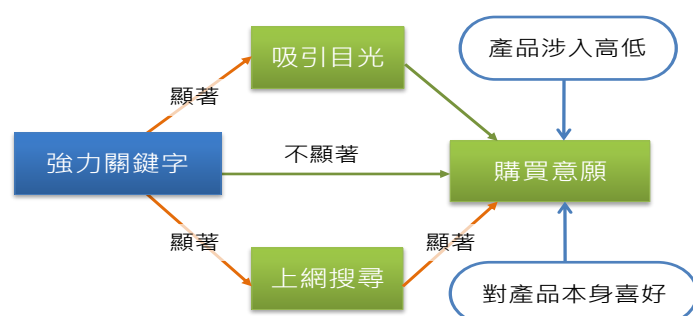 吸引目光
產品涉入高低
顯著
強力關鍵字
不顯著
購買意願
顯著
顯著
上網搜尋
對產品本身喜好